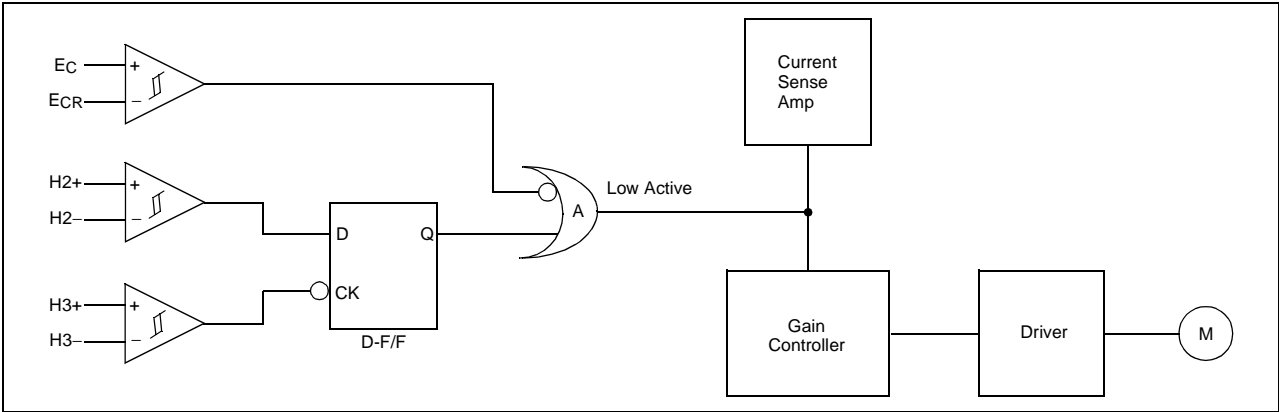 EC
+
ECR
−
Current
Sense
Amp
H2+
+
H2−
−
Low Active
A
D
Q
H3+
+
CK
H3−
−
D-F/F
Gain
Controller
Driver
M